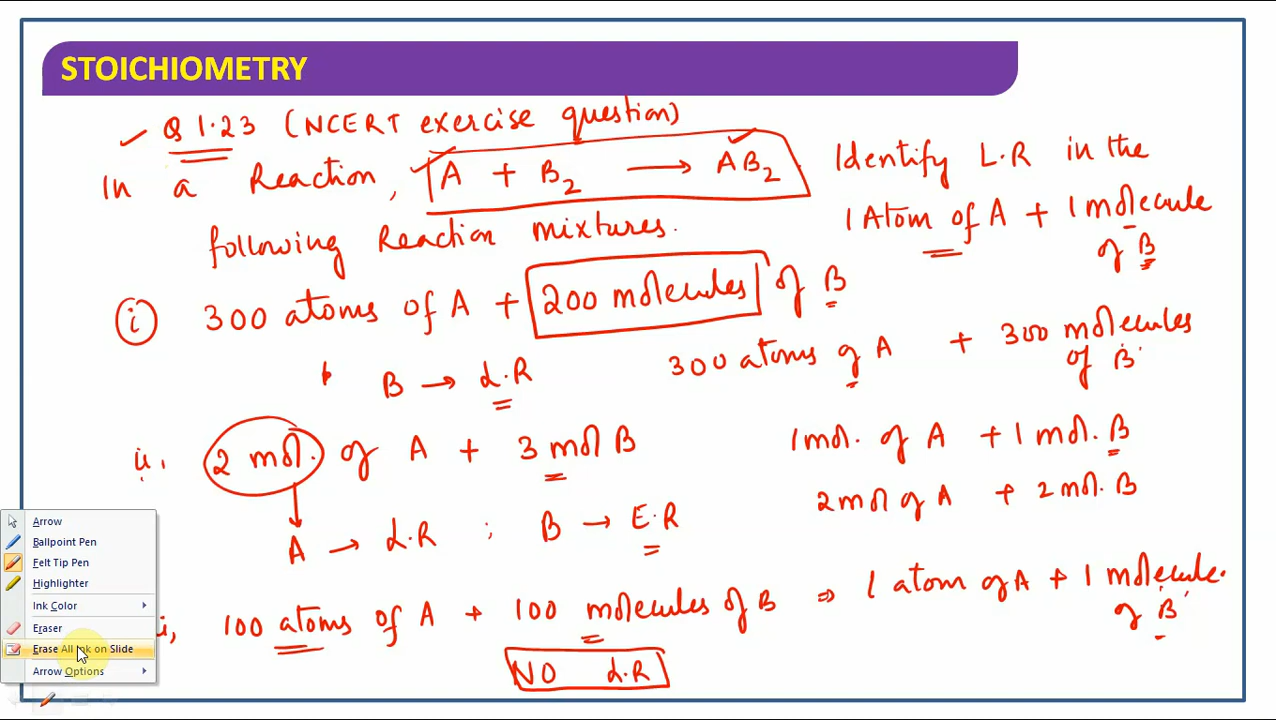 STOICHIOMETRY
Q 1.23 (NCERT exercise question)
In a Reaction, A + B2 → AB2
following Reaction mixtures.
Identify L.R in the
1 Atom of A + 1 molecule
of B
(i) 300 atoms of A + 200 molecules of B
B → L.R
300 atoms of A + 300 molecules
of B
ii, 2 mol. of A + 3 mol B
1 mol. of A + 1 mol. B
2 mol of A + 2 mol. B
A → L.R ; B → E.R
i, 100 atoms of A + 100 molecules of B ⇒ 1 atom of A + 1 molecule.
of B
NO L.R
Arrow
Ballpoint Pen
Felt Tip Pen
Highlighter
Ink Color
Eraser
Erase All Ink on Slide
Arrow Options